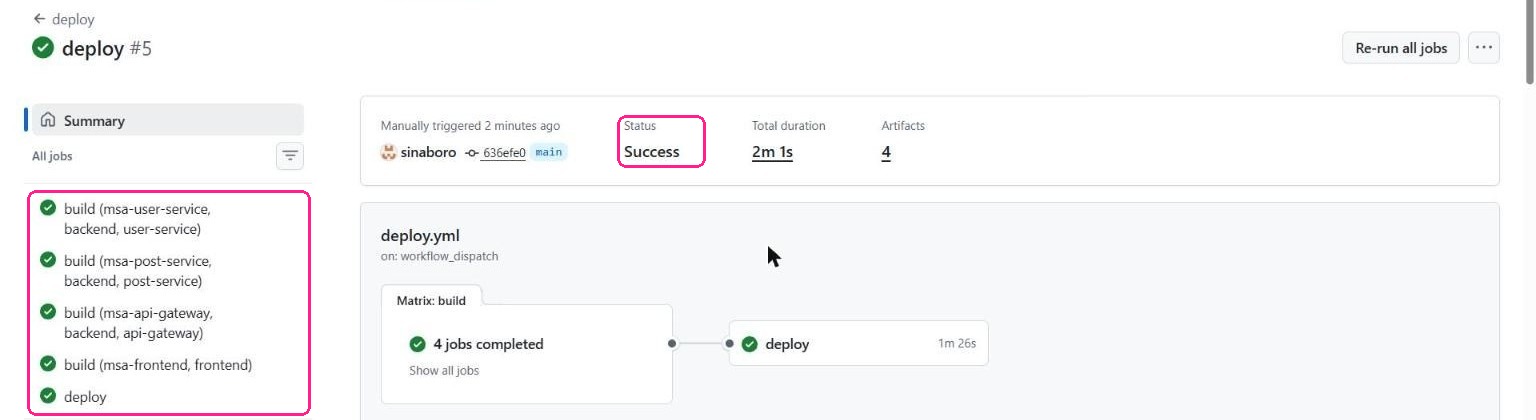 deploy
deploy #5
Re-run all jobs
Summary
All jobs
build (msa-user-service,
backend, user-service)
build (msa-post-service,
backend, post-service)
build (msa-api-gateway,
backend, api-gateway)
build (msa-frontend, frontend)
deploy
Manually triggered 2 minutes ago
sinaboro 636efe0 main
Status
Success
Total duration
2m 1s
Artifacts
4
deploy.yml
on: workflow_dispatch
Matrix: build
4 jobs completed
Show all jobs
deploy 1m 26s